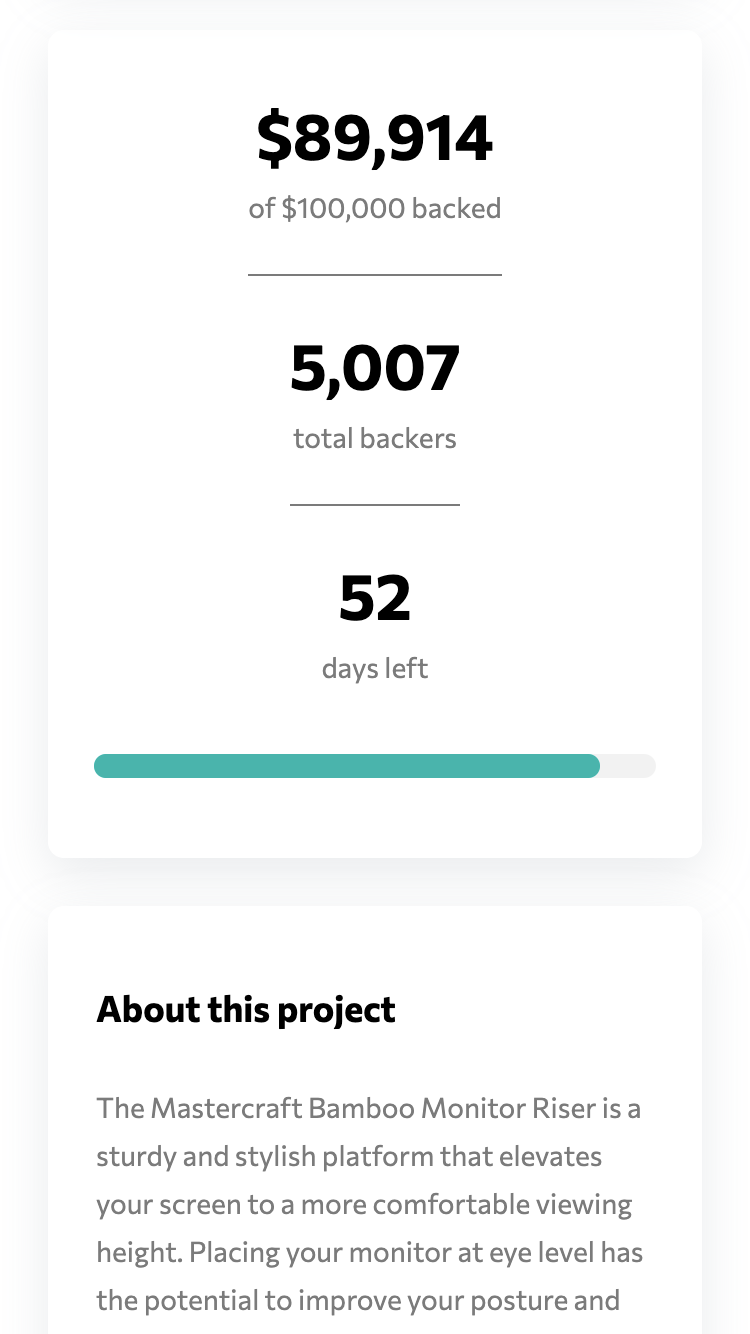 $89,914
of $100,000 backed
5,007
total backers
52
days left
About this project
The Mastercraft Bamboo Monitor Riser is a
sturdy and stylish platform that elevates
your screen to a more comfortable viewing
height. Placing your monitor at eye level has
the potential to improve your posture and